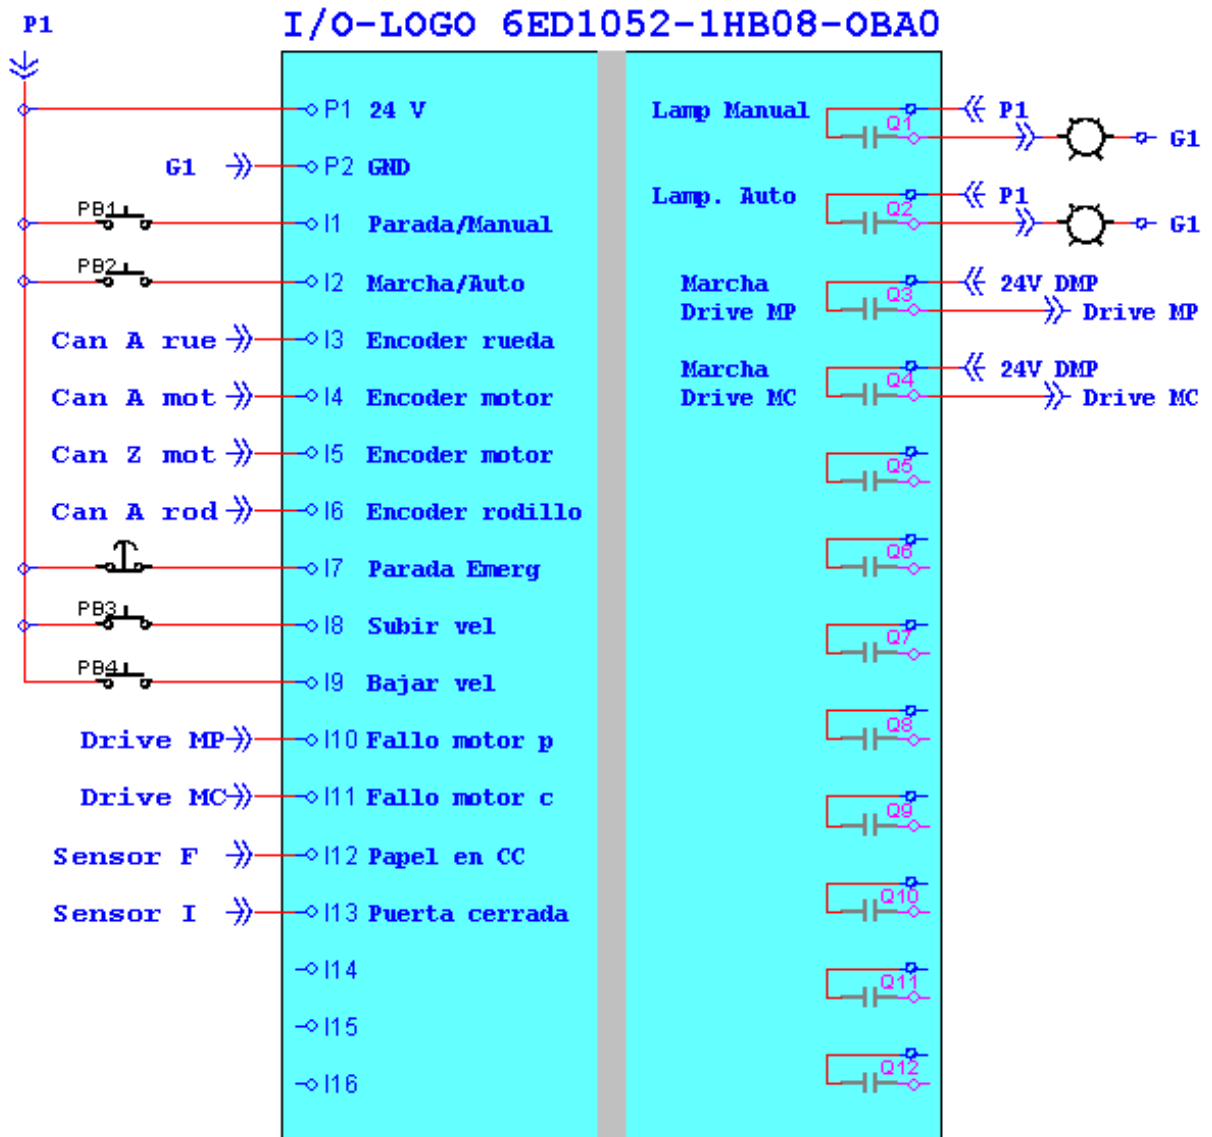 P1 I/O-LOGO 6ED1052-1HB08-OBA0
P1 24 V Lamp Manual Q1 P1
G1
G1 P2 GND
PB1 I1 Parada/Manual Lamp. Auto Q2 P1
G1
PB2 I2 Marcha/Auto Marcha Q3 24V DMP
Drive MP Drive MP
Can A rue I3 Encoder rueda
Marcha Q4 24V DMP
Can A mot I4 Encoder motor Drive MC Drive MC
Can Z mot I5 Encoder motor Q5
Can A rod I6 Encoder rodillo
I7 Parada Emerg Q6
PB3 I8 Subir vel Q7
PB4 I9 Bajar vel
Drive MP I10 Fallo motor p Q8
Drive MC I11 Fallo motor c Q9
Sensor F I12 Papel en CC
Sensor I I13 Puerta cerrada Q10
I14 Q11
I15
I16 Q12